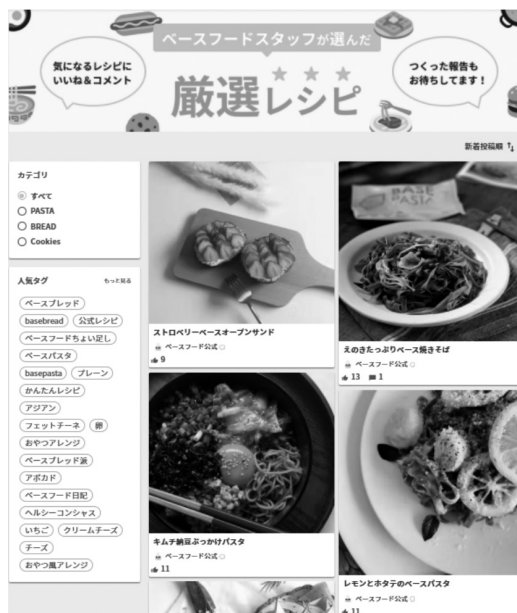 ベースフードスタッフが選んだ
厳選レシピ
気になるレシピに
いいね＆コメント
つくった報告も
お待ちしてます！
新着投稿順
カテゴリ
すべて
PASTA
BREAD
Cookies
人気タグ
もっと見る
ベースブレッド
basebread 公式レシピ
ベースフードちょい足し
ベースパスタ
basepasta プレーン
かんたんレシピ
アジアン
フェットチーネ 卵
おやつアレンジ
ベースブレッド派
アボカド
ベースフード日記
ヘルシーコンシャス
いちご クリームチーズ
チーズ
おやつ風アレンジ
ストロベリーベースオープンサンド
ベースフード公式
9
キムチ納豆ぶっかけパスタ
ベースフード公式
11
BASE
PASTA
えのきたっぷりベース焼きそば
ベースフード公式
13 1
レモンとホタテのベースパスタ
ベースフード公式
11